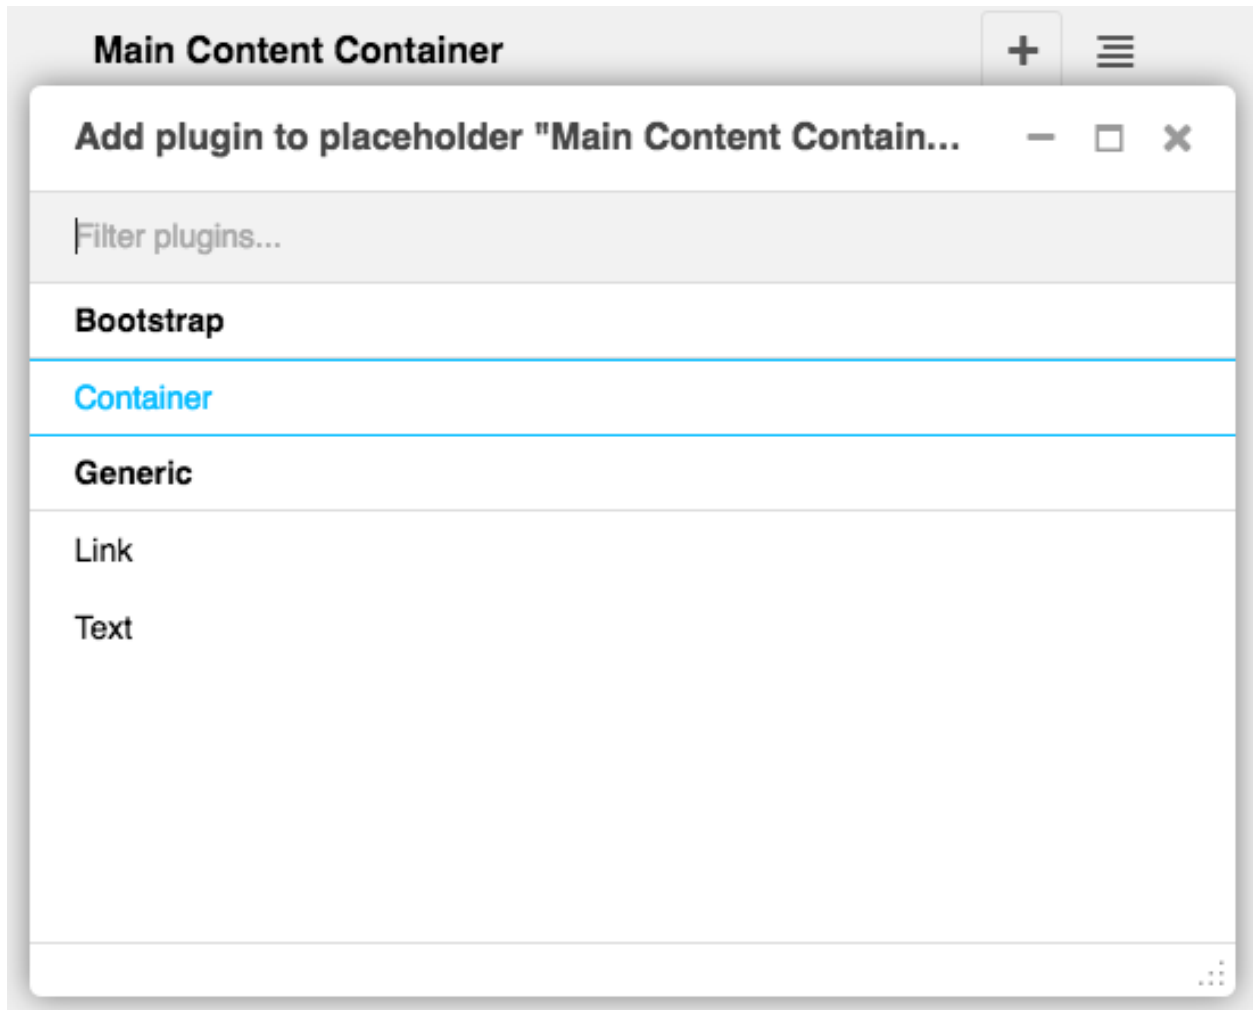 Main Content Container
Add plugin to placeholder "Main Content Contain...
Filter plugins...
Bootstrap
Container
Generic
Link
Text